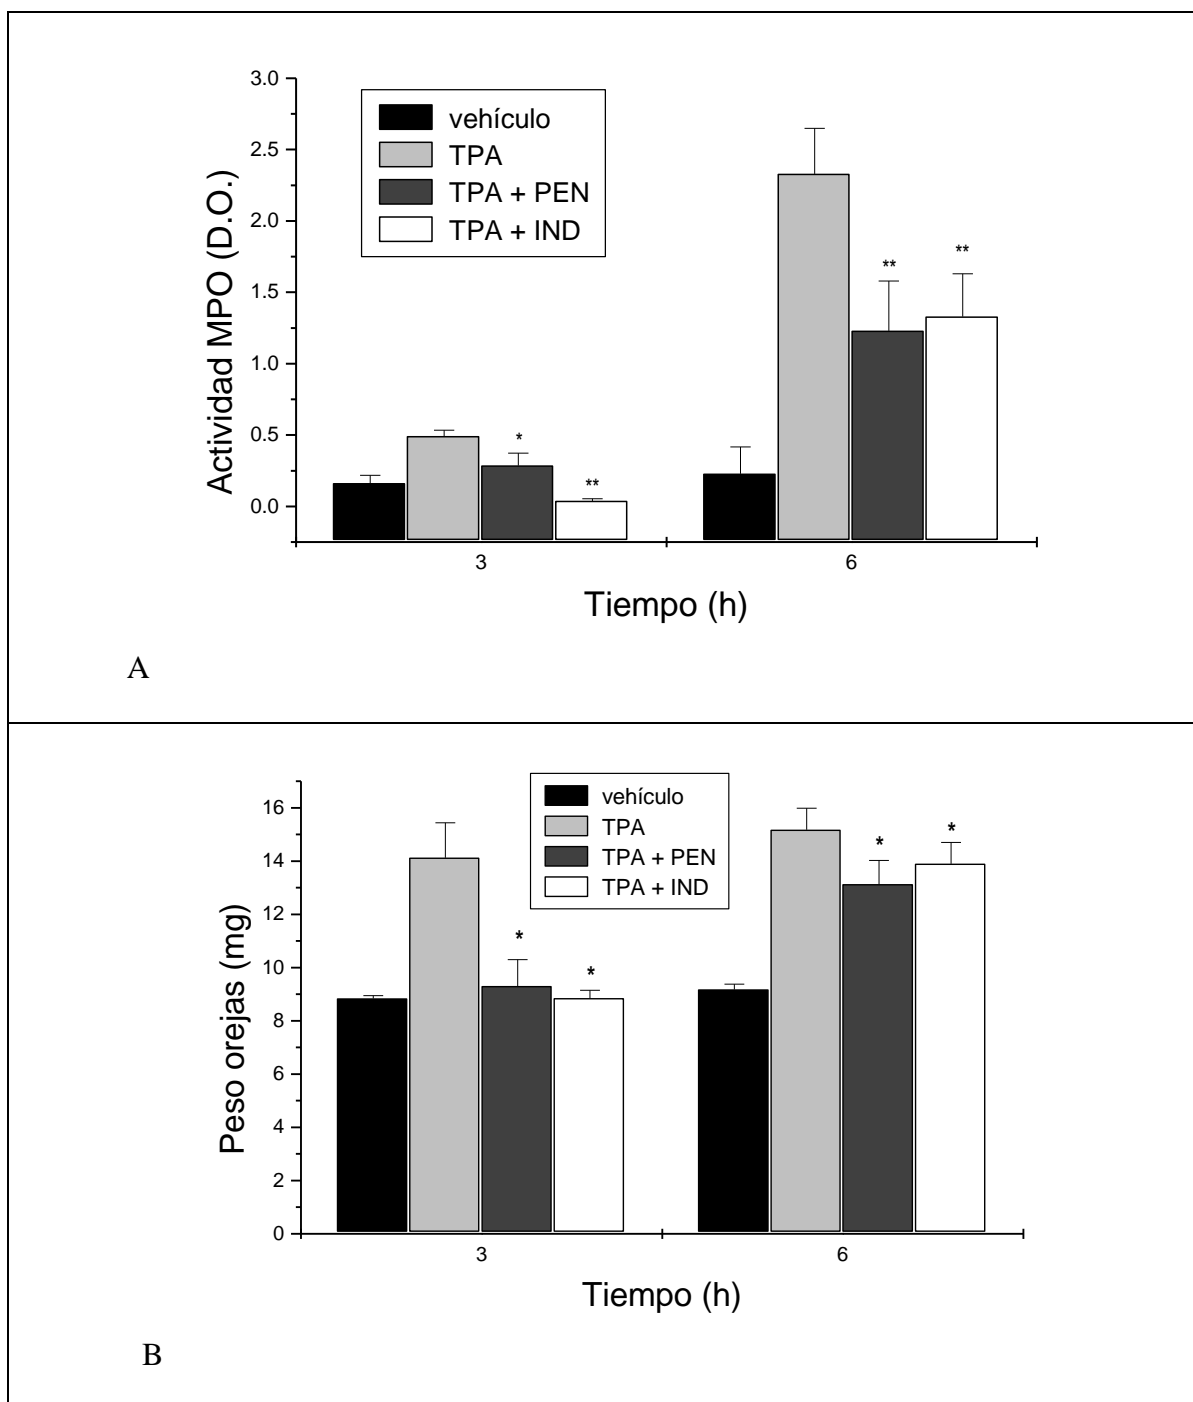 3.0
vehículo
TPA
TPA + PEN
TPA + IND
2.5
2.0
1.5
1.0
0.5
0.0
Actividad MPO (D.O.)
*
**
**
**
3
6
Tiempo (h)
A
16
14
12
10
8
6
4
2
0
Peso orejas (mg)
vehículo
TPA
TPA + PEN
TPA + IND
*
*
*
*
3
6
Tiempo (h)
B